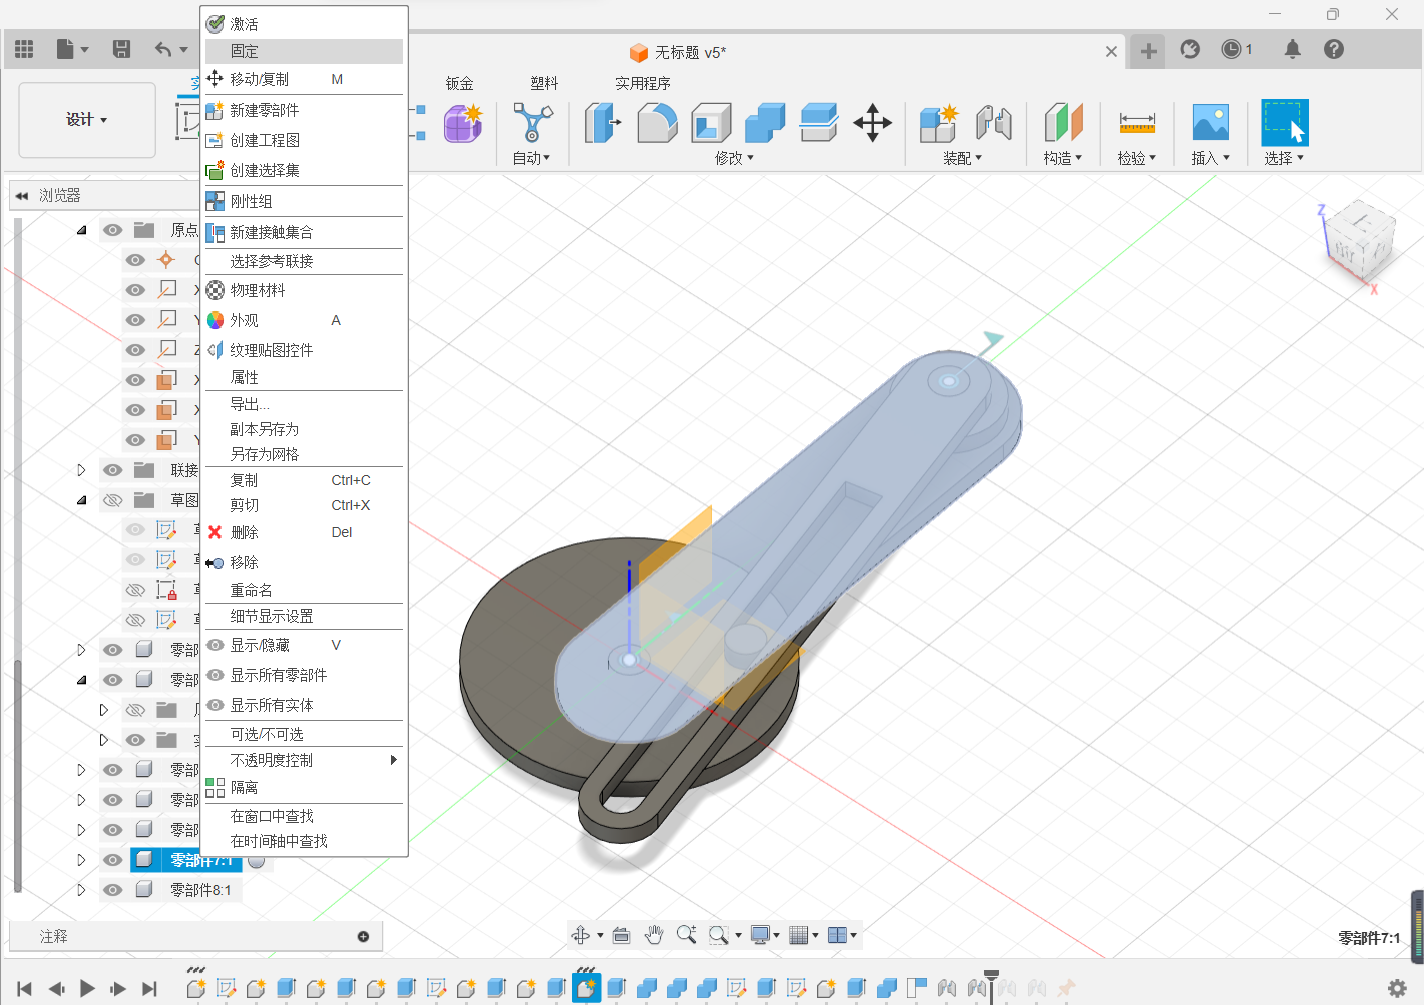 无标题 v5*
1
设计
钣金
塑料
实用程序
自动
修改
装配
构造
检验
插入
选择
浏览器
原点
联接
草图
零部
零部
零部
零部
零部
零部件7:1
零部件8:1
激活
固定
移动/复制 M
新建零部件
创建工程图
创建选择集
刚性组
新建接触集合
选择参考联接
物理材料
外观 A
纹理贴图控件
属性
导出...
副本另存为
另存为网格
复制 Ctrl+C
剪切 Ctrl+X
删除 Del
移除
重命名
细节显示设置
显示/隐藏 V
显示所有零部件
显示所有实体
可选/不可选
不透明度控制
隔离
在窗口中查找
在时间轴中查找
Z
X
注释
零部件7:1